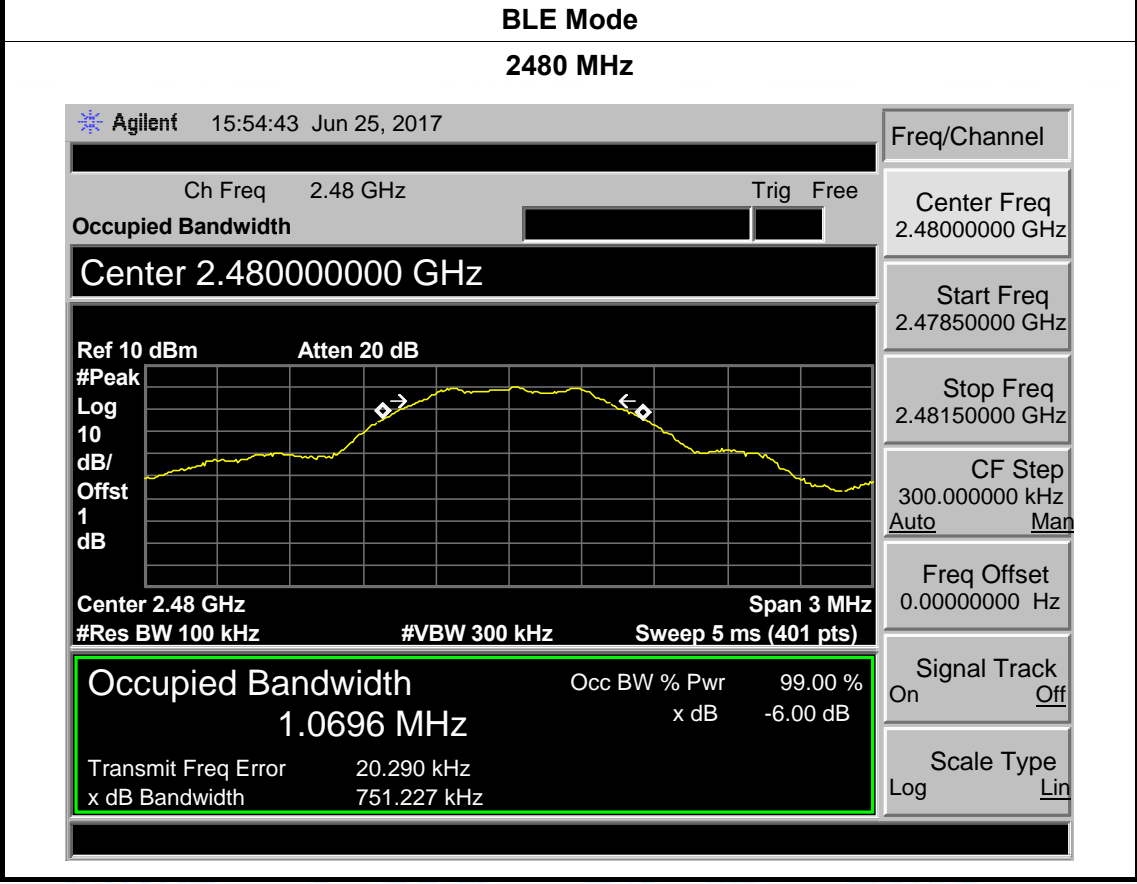 BLE Mode
2480 MHz
Agilent 15:54:43 Jun 25, 2017
Freq/Channel
Ch Freq 2.48 GHz Trig Free
Occupied Bandwidth
Center 2.480000000 GHz
Center Freq
2.48000000 GHz
Start Freq
2.47850000 GHz
Stop Freq
2.48150000 GHz
CF Step
300.000000 kHz
Auto Man
Freq Offset
0.00000000 Hz
Signal Track
On Off
Scale Type
Log Lin
Ref 10 dBm Atten 20 dB
#Peak
Log
10
dB/
Offst
1
dB
Center 2.48 GHz Span 3 MHz
#Res BW 100 kHz #VBW 300 kHz Sweep 5 ms (401 pts)
Occupied Bandwidth Occ BW % Pwr 99.00 %
1.0696 MHz x dB -6.00 dB
Transmit Freq Error 20.290 kHz
x dB Bandwidth 751.227 kHz